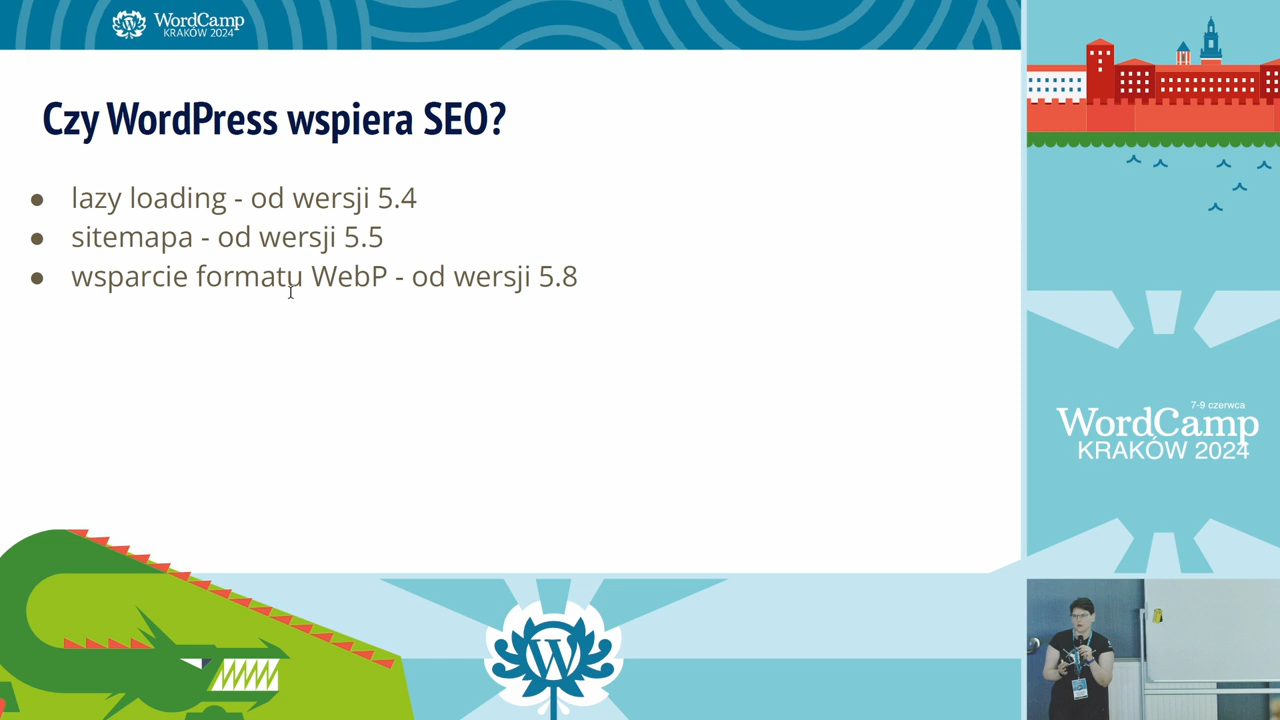 WordCamp
KRAKÓW 2024
Czy WordPress wspiera SEO?
● lazy loading - od wersji 5.4
● sitemapa - od wersji 5.5
● wsparcie formatu WebP - od wersji 5.8
7-9 czerwca
WordCamp
KRAKÓW 2024